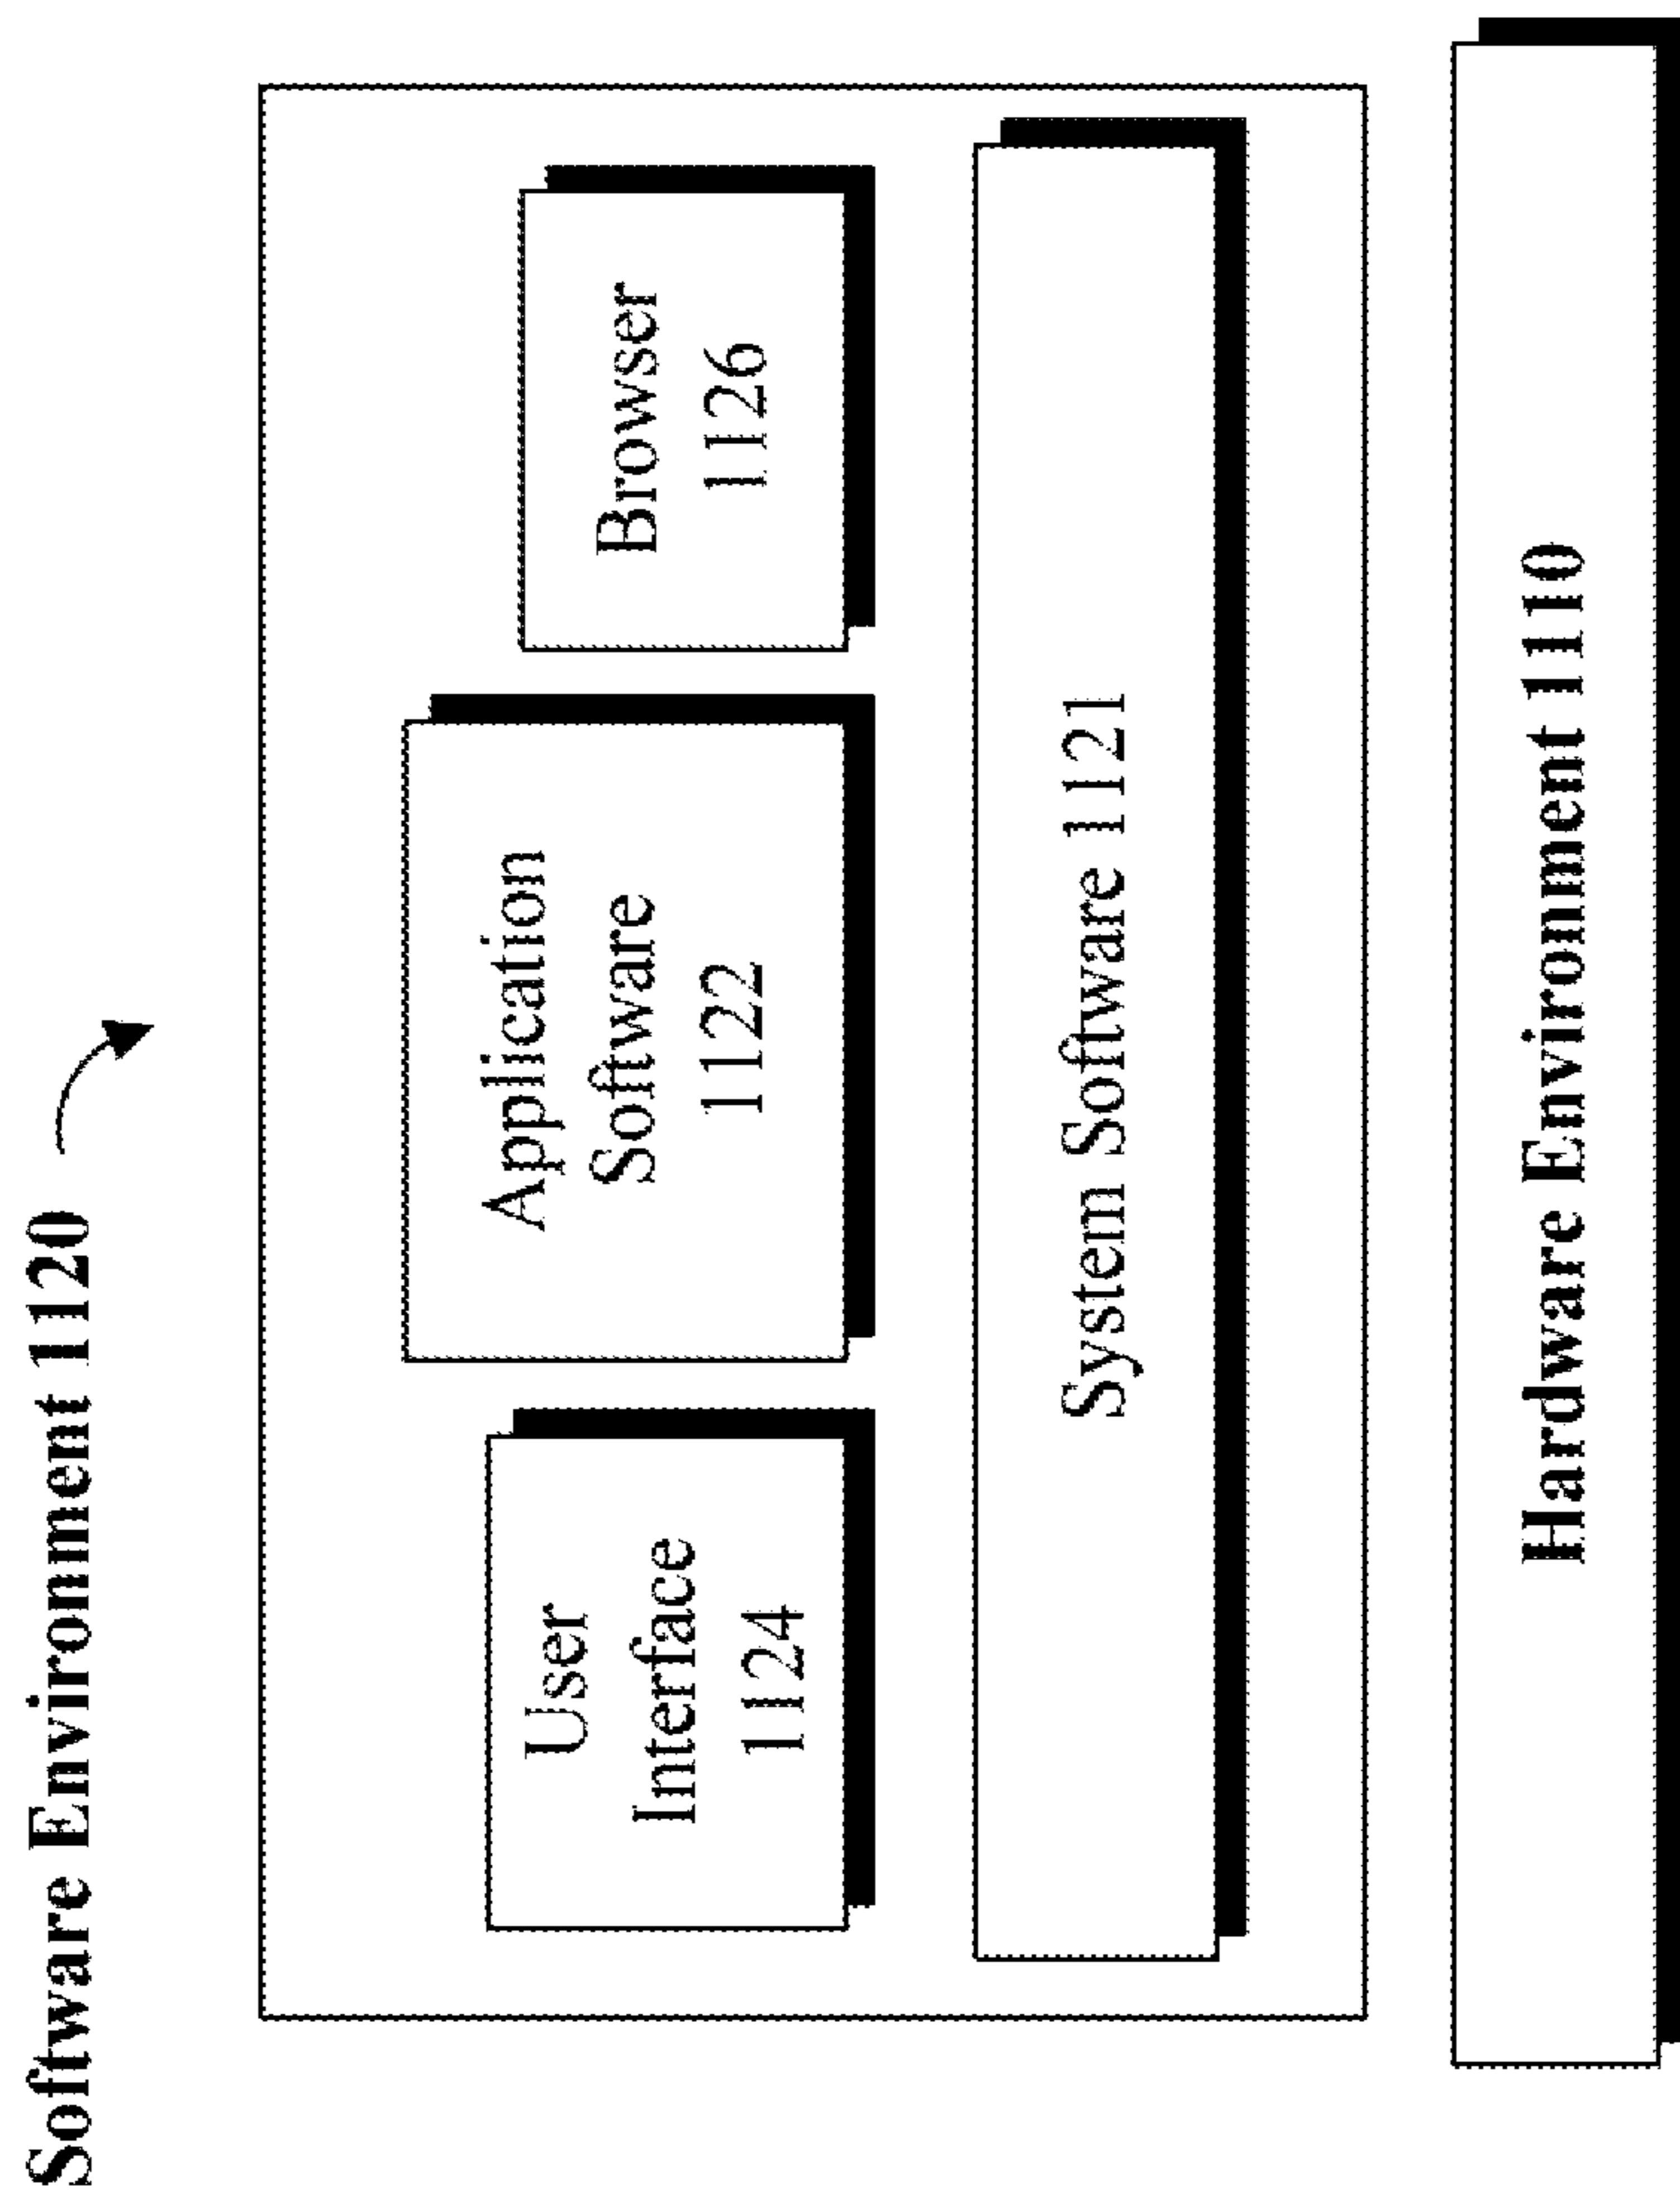 Software Environment 1120
User
Interface
1124
Application
Software
1122
Browser
1126
System Software 1121
Hardware Environment 1110